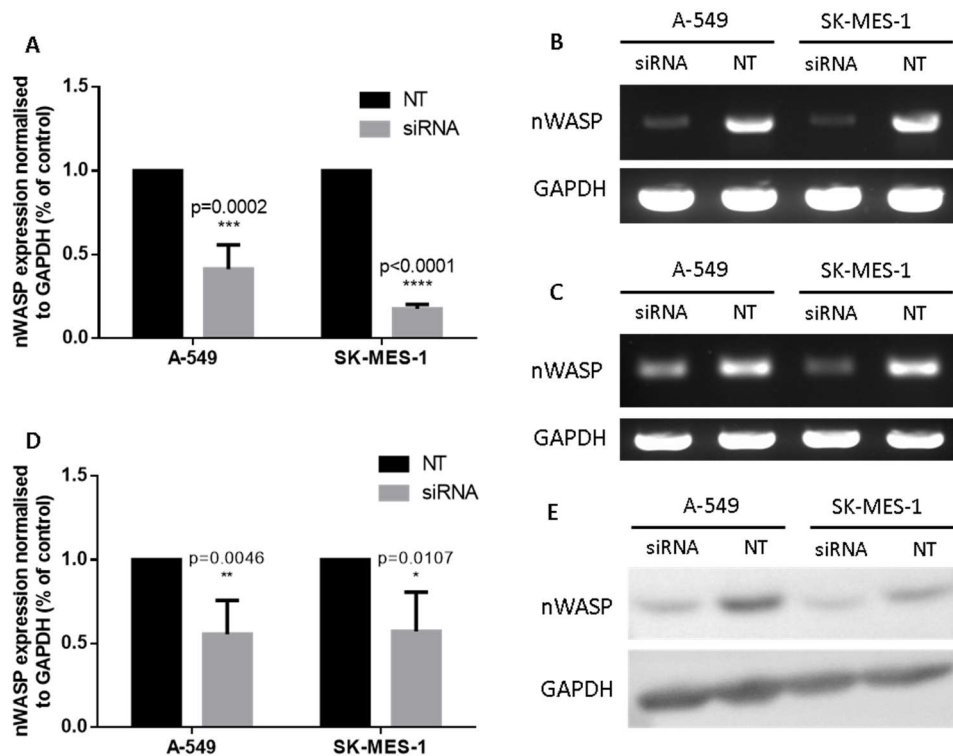 A
nWASP expression normalised
to GAPDH (% of control)
1.5
1.0
0.5
0.0
NT
siRNA
p=0.0002
***
p<0.0001
****
A-549
SK-MES-1
B
A-549
SK-MES-1
siRNA
NT
siRNA
NT
nWASP
GAPDH
C
A-549
SK-MES-1
siRNA
NT
siRNA
NT
nWASP
GAPDH
D
nWASP expression normalised
to GAPDH (% of control)
1.5
1.0
0.5
0.0
NT
siRNA
p=0.0046
**
p=0.0107
*
A-549
SK-MES-1
E
A-549
SK-MES-1
siRNA
NT
siRNA
NT
nWASP
GAPDH